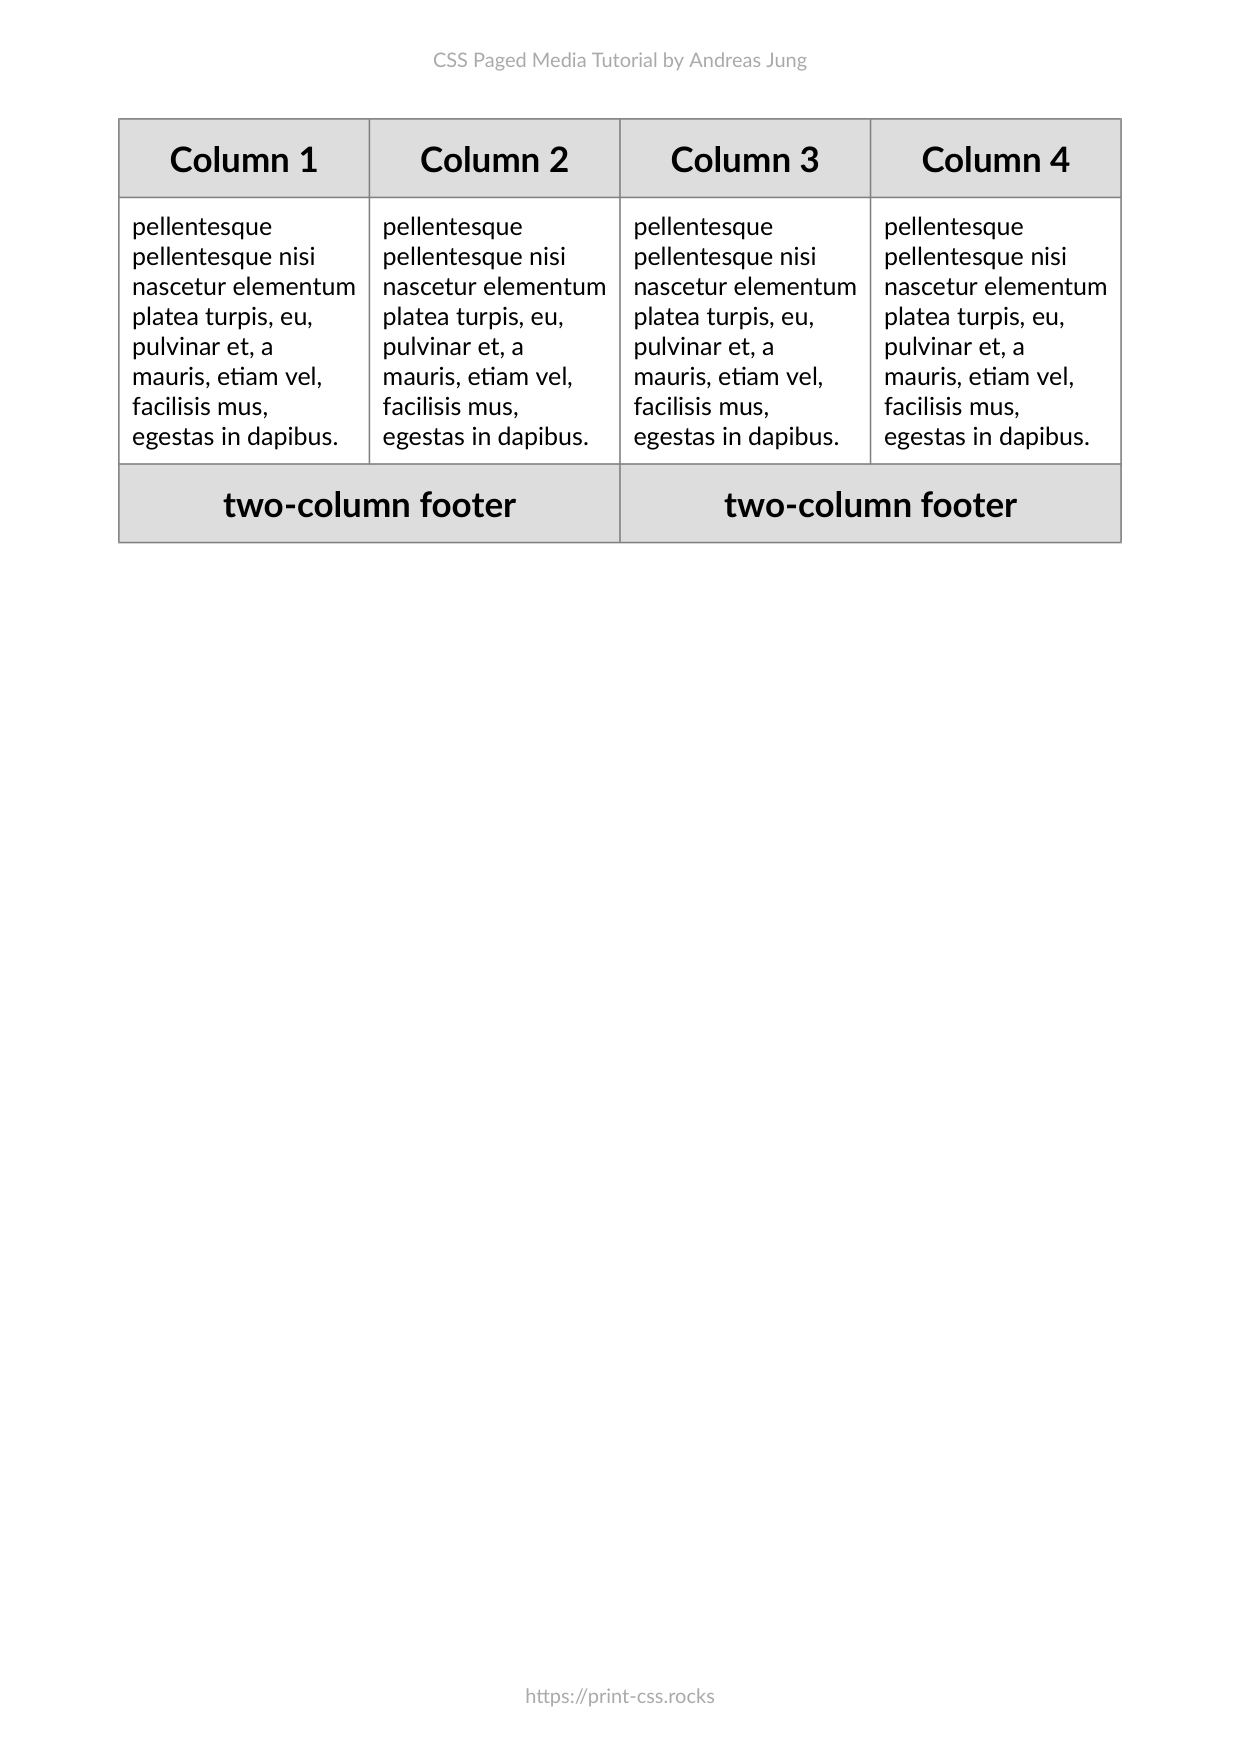 CSS Paged Media Tutorial by Andreas Jung
Column 1 Column 2 Column 3 Column 4
pellentesque pellentesque pellentesque pellentesque
pellentesque nisi pellentesque nisi pellentesque nisi pellentesque nisi
nascetur elementum nascetur elementum nascetur elementum nascetur elementum
platea turpis, eu, platea turpis, eu, platea turpis, eu, platea turpis, eu,
pulvinar et, a pulvinar et, a pulvinar et, a pulvinar et, a
mauris, etiam vel, mauris, etiam vel, mauris, etiam vel, mauris, etiam vel,
facilisis mus, facilisis mus, facilisis mus, facilisis mus,
egestas in dapibus. egestas in dapibus. egestas in dapibus. egestas in dapibus.
two-column footer two-column footer
https://print-css.rocks